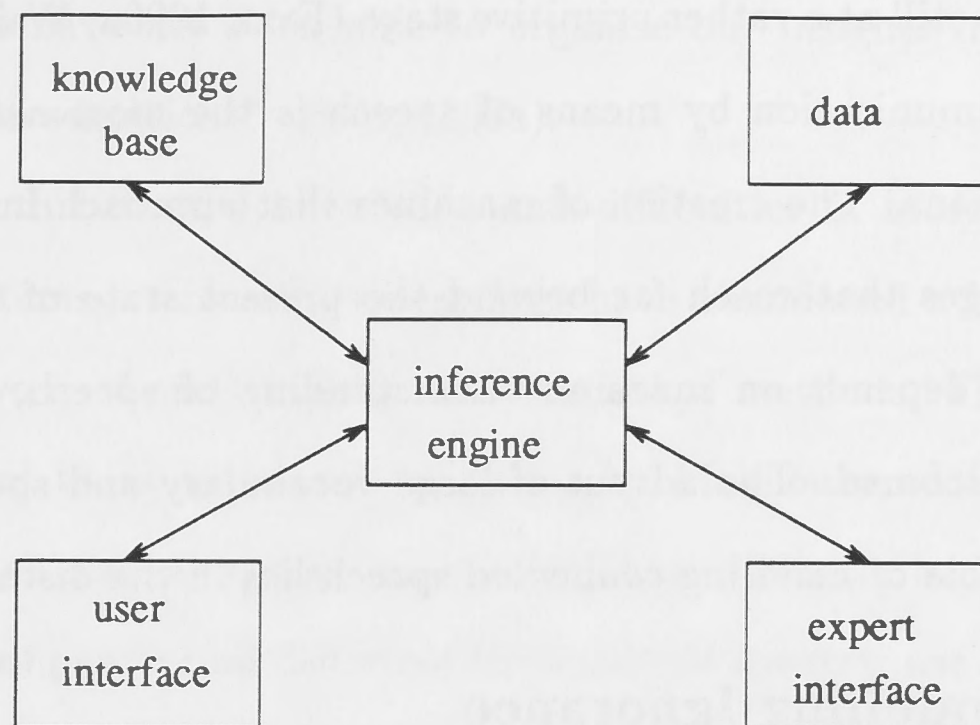 knowledge
base
data
inference
engine
user
interface
expert
interface